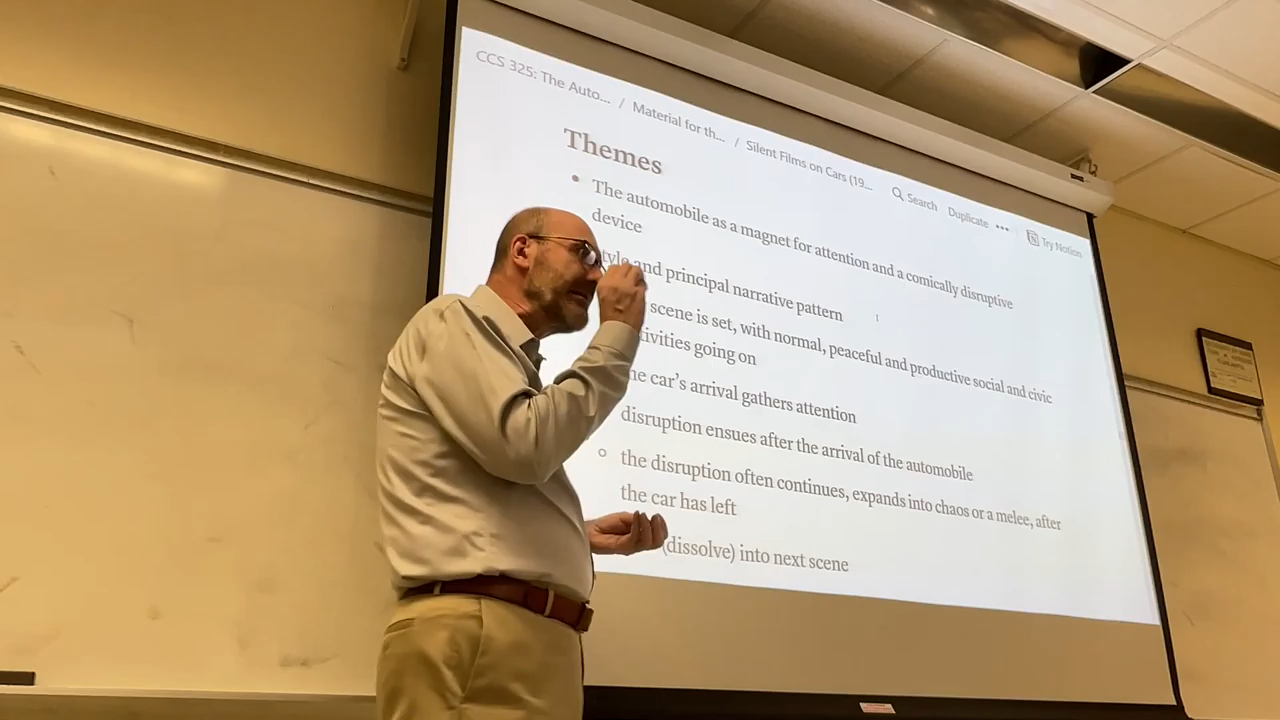 CCS 325: The Auto... / Material for th... / Silent Films on Cars (19...
Search Duplicate ••• Try Notion
Themes
• The automobile as a magnet for attention and a comically disruptive
device
and principal narrative pattern
scene is set, with normal, peaceful and productive social and civic
going on
car's arrival gathers attention
disruption ensues after the arrival of the automobile
the disruption often continues, expands into chaos or a melee, after
the car has left
(dissolve) into next scene